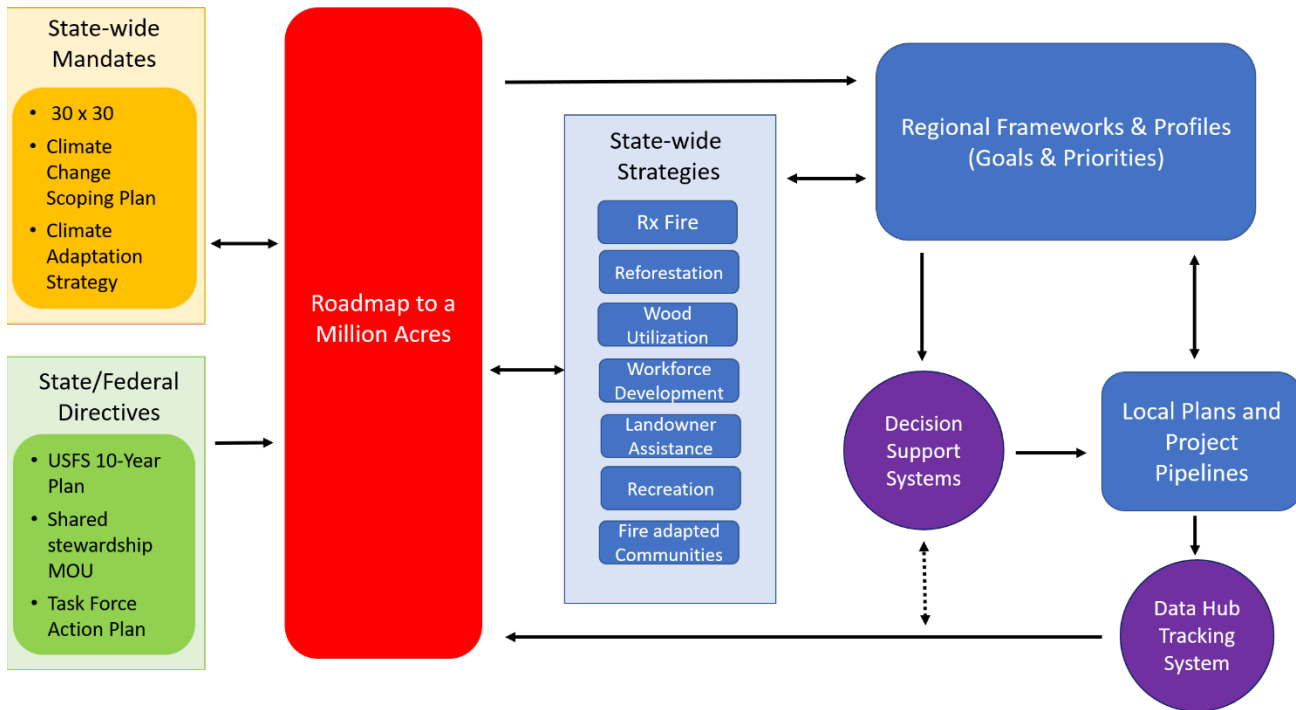 State-wide
Mandates
• 30 x 30
• Climate
Change
Scoping Plan
• Climate
Adaptation
Strategy
State/Federal
Directives
• USFS 10-Year
Plan
• Shared
stewardship
MOU
• Task Force
Action Plan
Roadmap to a
Million Acres
State-wide
Strategies
Rx Fire
Reforestation
Wood
Utilization
Workforce
Development
Landowner
Assistance
Recreation
Fire adapted
Communities
Regional Frameworks & Profiles
(Goals & Priorities)
Decision
Support
Systems
Local Plans and
Project
Pipelines
Data Hub
Tracking
System